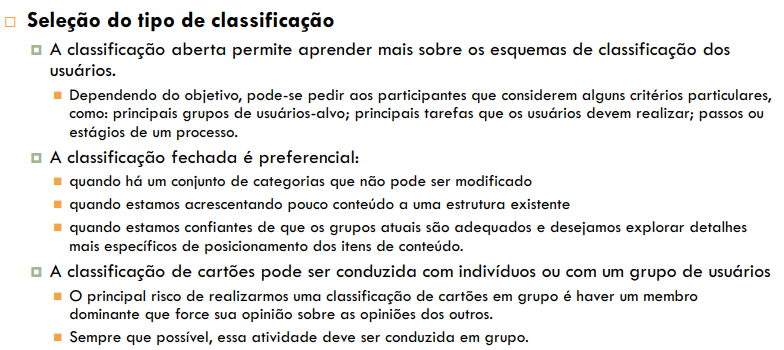 Seleção do tipo de classificação
A classificação aberta permite aprender mais sobre os esquemas de classificação dos
usuários.
Dependendo do objetivo, pode-se pedir aos participantes que considerem alguns critérios particulares,
como: principais grupos de usuários-alvo; principais tarefas que os usuários devem realizar; passos ou
estágios de um processo.
A classificação fechada é preferencial:
quando há um conjunto de categorias que não pode ser modificado
quando estamos acrescentando pouco conteúdo a uma estrutura existente
quando estamos confiantes de que os grupos atuais são adequados e desejamos explorar detalhes
mais específicos de posicionamento dos itens de conteúdo.
A classificação de cartões pode ser conduzida com indivíduos ou com um grupo de usuários
O principal risco de realizarmos uma classificação de cartões em grupo é haver um membro
dominante que force sua opinião sobre as opiniões dos outros.
Sempre que possível, essa atividade deve ser conduzida em grupo.